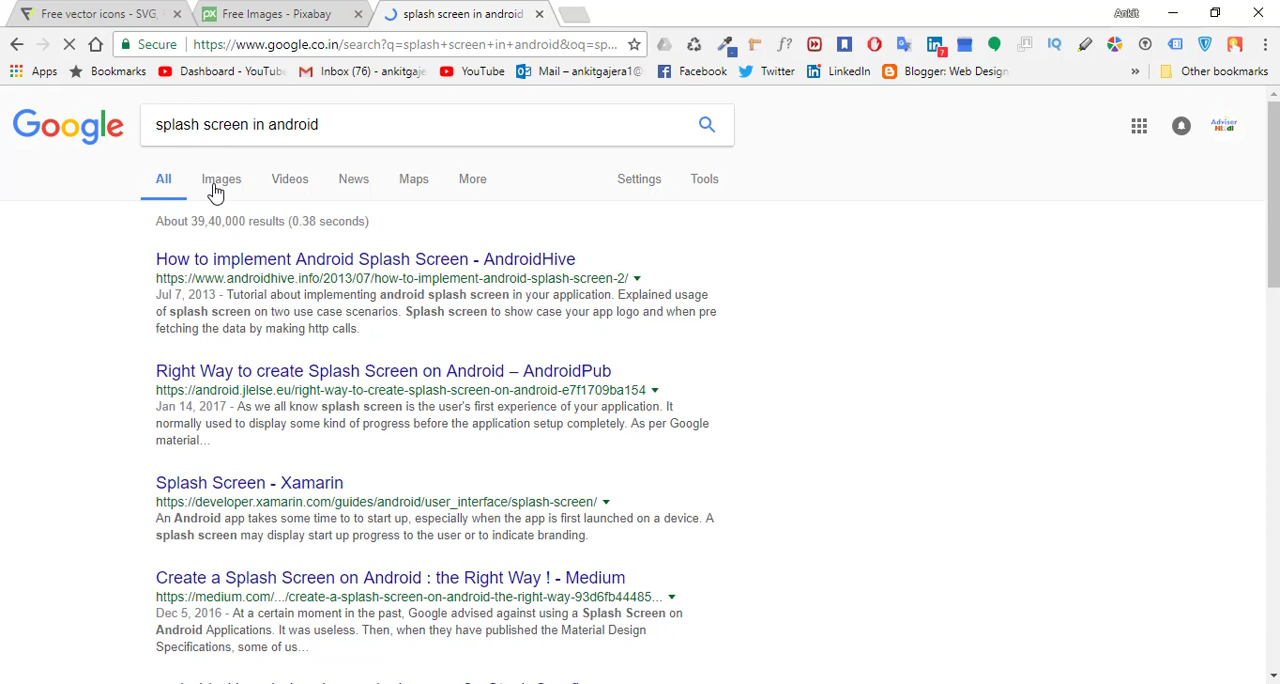 Free vector icons - SVG,
Free Images - Pixabay
splash screen in android
Ankit
Secure
https://www.google.co.in/search?q=splash+screen+in+android&oq=sp...
f?
IQ
7
Apps
Bookmarks
Dashboard - YouTube
Inbox (76) - ankitgaje
YouTube
Mail – ankitgajera1@
Facebook
Twitter
LinkedIn
Blogger: Web Design
»
Other bookmarks
Google
splash screen in android
Adviser
All
Images
Videos
News
Maps
More
Settings
Tools
About 39,40,000 results (0.38 seconds)
How to implement Android Splash Screen - AndroidHive
https://www.androidhive.info/2013/07/how-to-implement-android-splash-screen-2/
Jul 7, 2013 - Tutorial about implementing android splash screen in your application. Explained usage
of splash screen on two use case scenarios. Splash screen to show case your app logo and when pre
fetching the data by making http calls.
Right Way to create Splash Screen on Android – AndroidPub
https://android.jlelse.eu/right-way-to-create-splash-screen-on-android-e7f1709ba154
Jan 14, 2017 - As we all know splash screen is the user's first experience of your application. It
normally used to display some kind of progress before the application setup completely. As per Google
material...
Splash Screen - Xamarin
https://developer.xamarin.com/guides/android/user_interface/splash-screen/
An Android app takes some time to to start up, especially when the app is first launched on a device. A
splash screen may display start up progress to the user or to indicate branding.
Create a Splash Screen on Android : the Right Way ! - Medium
https://medium.com/.../create-a-splash-screen-on-android-the-right-way-93d6fb44485...
Dec 5, 2016 - At a certain moment in the past, Google advised against using a Splash Screen on
Android Applications. It was useless. Then, when they have published the Material Design
Specifications, some of us...